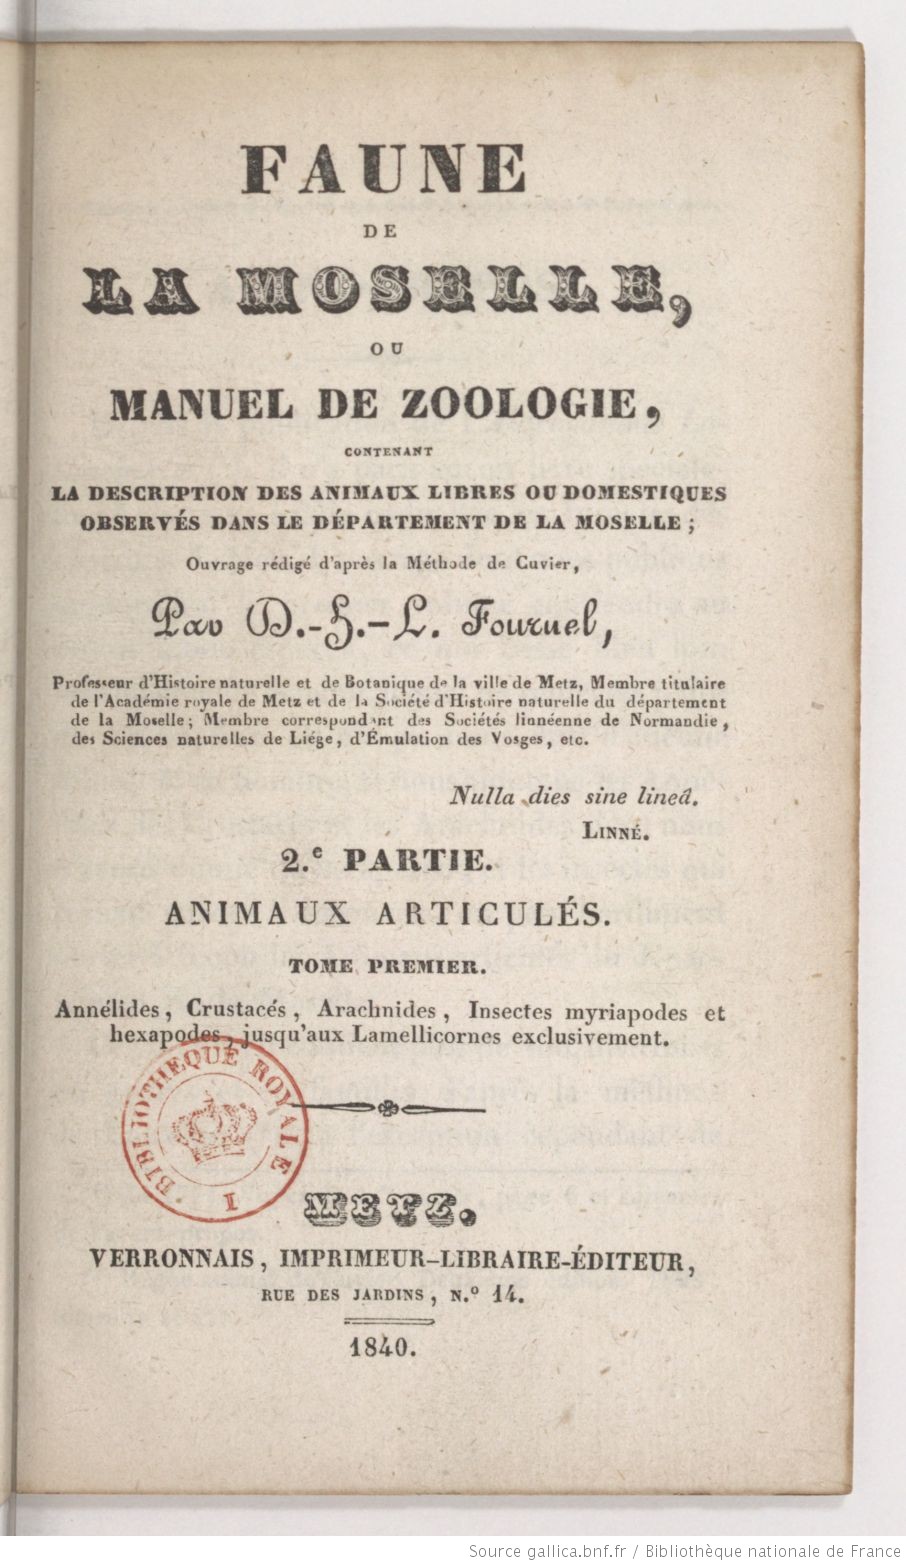 FAUNE
DE
LA MOSELLE,
OU
MANUEL DE ZOOLOGIE,
CONTENANT
LA DESCRIPTION DES ANIMAUX LIBRES OU DOMESTIQUES
OBSERVÉS DANS LE DÉPARTEMENT DE LA MOSELLE ;
Ouvrage rédigé d'après la Méthode de Cuvier,
Par D.-H.-L. Fournel,
Professeur d'Histoire naturelle et de Botanique de la ville de Metz, Membre titulaire
de l'Académie royale de Metz et de la Société d'Histoire naturelle du département
de la Moselle ; Membre correspondant des Sociétés linnéenne de Normandie,
des Sciences naturelles de Liége, d'Émulation des Vosges, etc.
Nulla dies sine lineâ.
LINNÉ.
2.e PARTIE.
ANIMAUX ARTICULÉS.
TOME PREMIER.
Annélides, Crustacés, Arachnides, Insectes myriapodes et
hexapodes, jusqu'aux Lamellicornes exclusivement.
BIBLIOTHEQUE ROYALE
I
METZ.
VERRONNAIS, IMPRIMEUR-LIBRAIRE-ÉDITEUR,
RUE DES JARDINS, N.o 14.
1840.
Source gallica.bnf.fr / Bibliothèque nationale de France